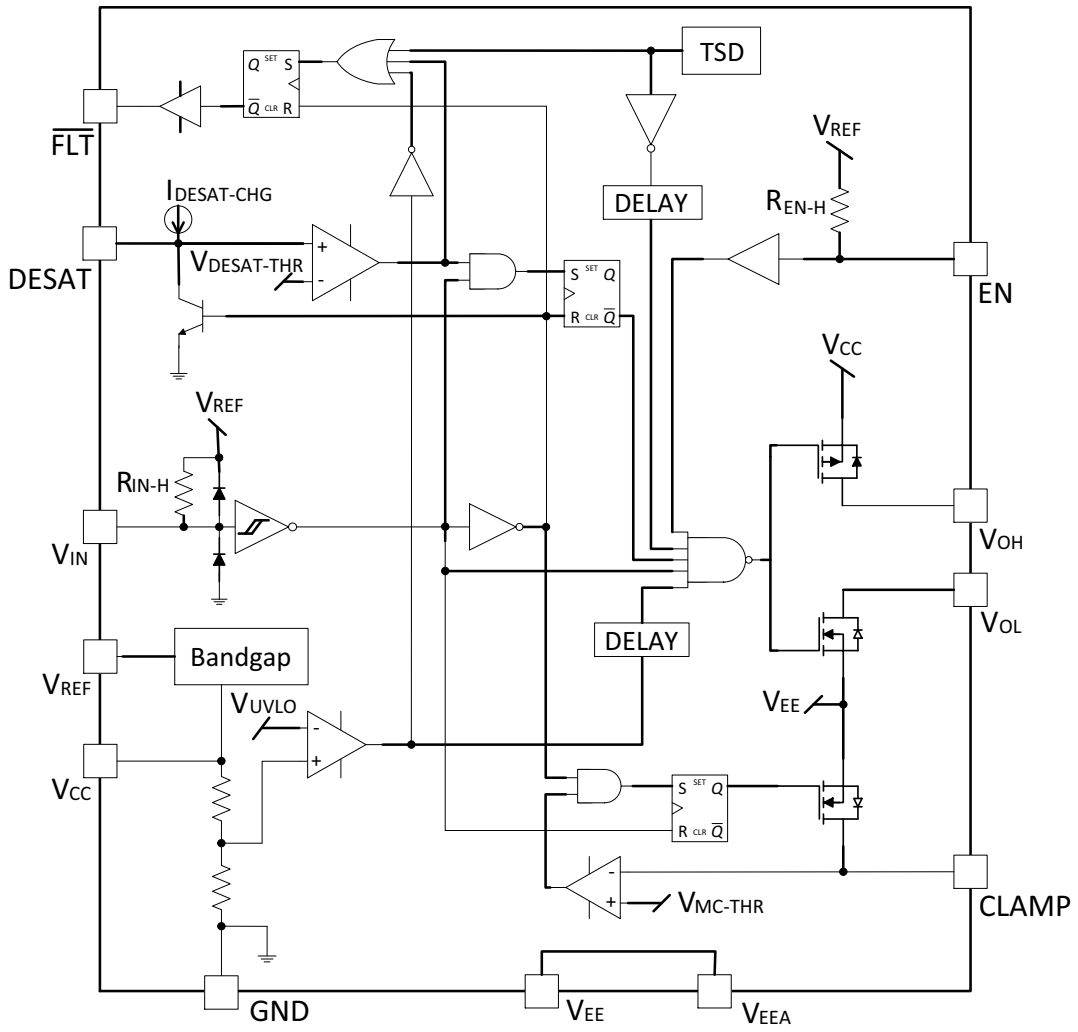 Q SET S
Q CLR R
TSD
FLT
VREF
IDESAT-CHG
DELAY
REN-H
DESAT
VDESAT-THR
+
-
S SET Q
R CLR Q
EN
VCC
VREF
RIN-H
VIN
VOH
VOL
DELAY
Bandgap
VREF
VUVLO
-
+
VEE
VCC
S SET Q
R CLR Q
-
+
VMC-THR
CLAMP
GND
VEE
VEEA